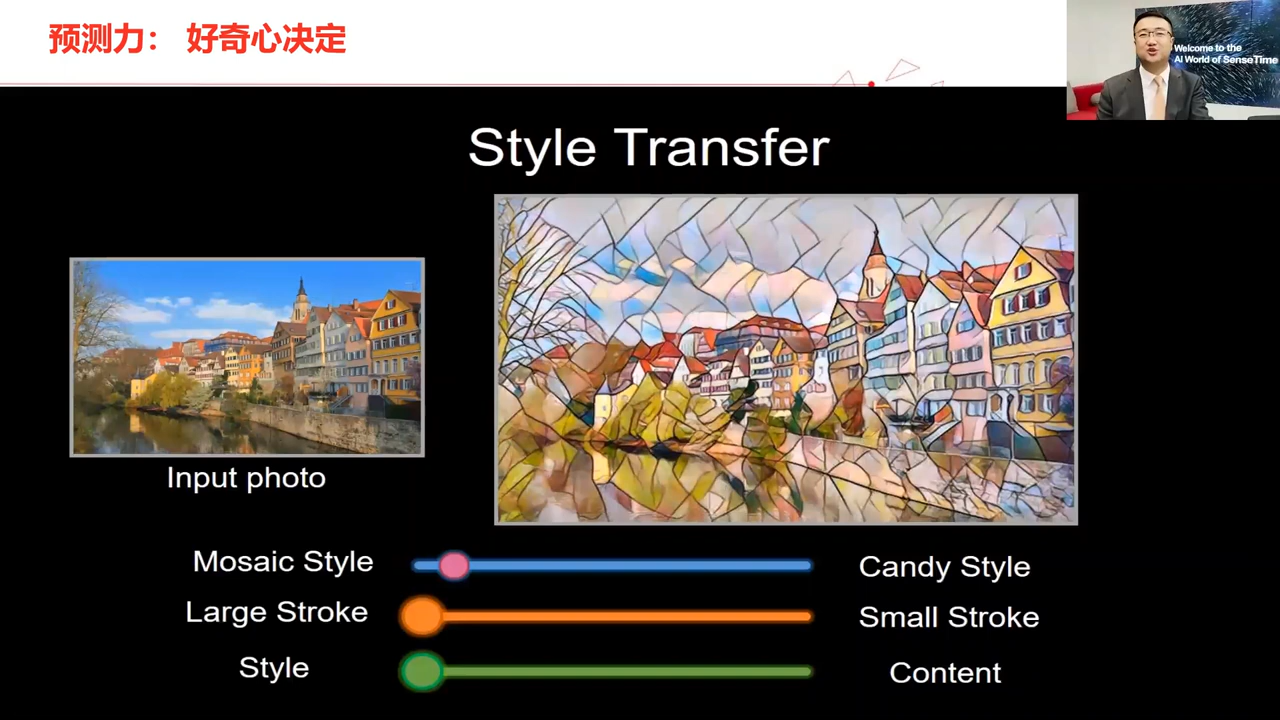 预测力： 好奇心决定
Welcome to the
AI World of SenseTime
Style Transfer
Input photo
Mosaic Style
Candy Style
Large Stroke
Small Stroke
Style
Content